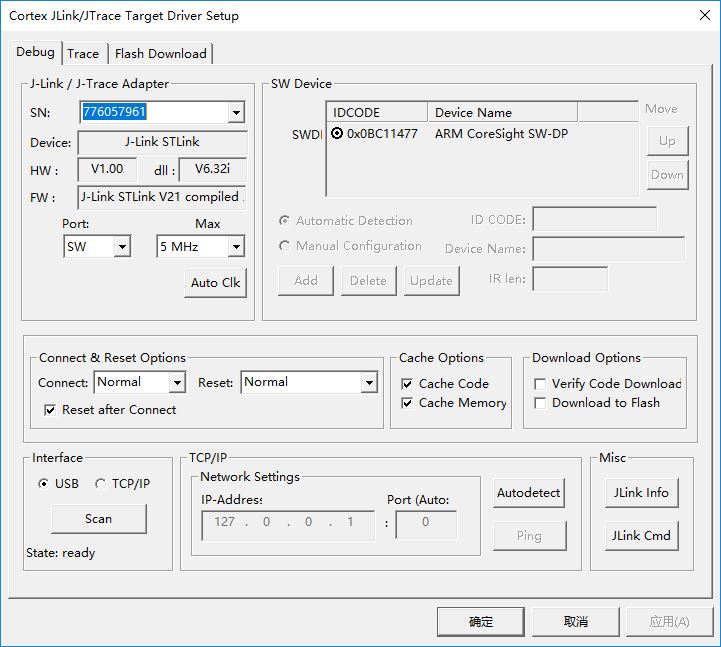 Cortex JLink/JTrace Target Driver Setup
Debug
Trace
Flash Download
J-Link / J-Trace Adapter
SN: 776057961
Device: J-Link STLink
HW : V1.00 dll : V6.32i
FW : J-Link STLink V21 compiled
Port: Max
SW 5 MHz
Auto Clk
SW Device
IDCODE Device Name
SWDI 0x0BC11477 ARM CoreSight SW-DP
Move
Up
Down
Automatic Detection
Manual Configuration
ID CODE:
Device Name:
IR len:
Add
Delete
Update
Connect & Reset Options
Connect: Normal Reset: Normal
Reset after Connect
Cache Options
Cache Code
Cache Memory
Download Options
Verify Code Download
Download to Flash
Interface
USB TCP/IP
Scan
State: ready
TCP/IP
Network Settings
IP-Address Port (Auto:
127 . 0 . 0 . 1 : 0
Autodetect
Ping
Misc
JLink Info
JLink Cmd
确定
取消
应用(A)